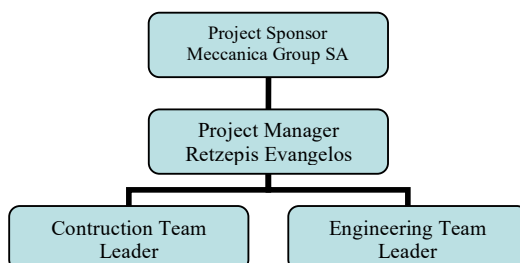 Project Sponsor
Meccanica Group SA
Project Manager
Retzepis Evangelos
Contruction Team
Leader
Engineering Team
Leader